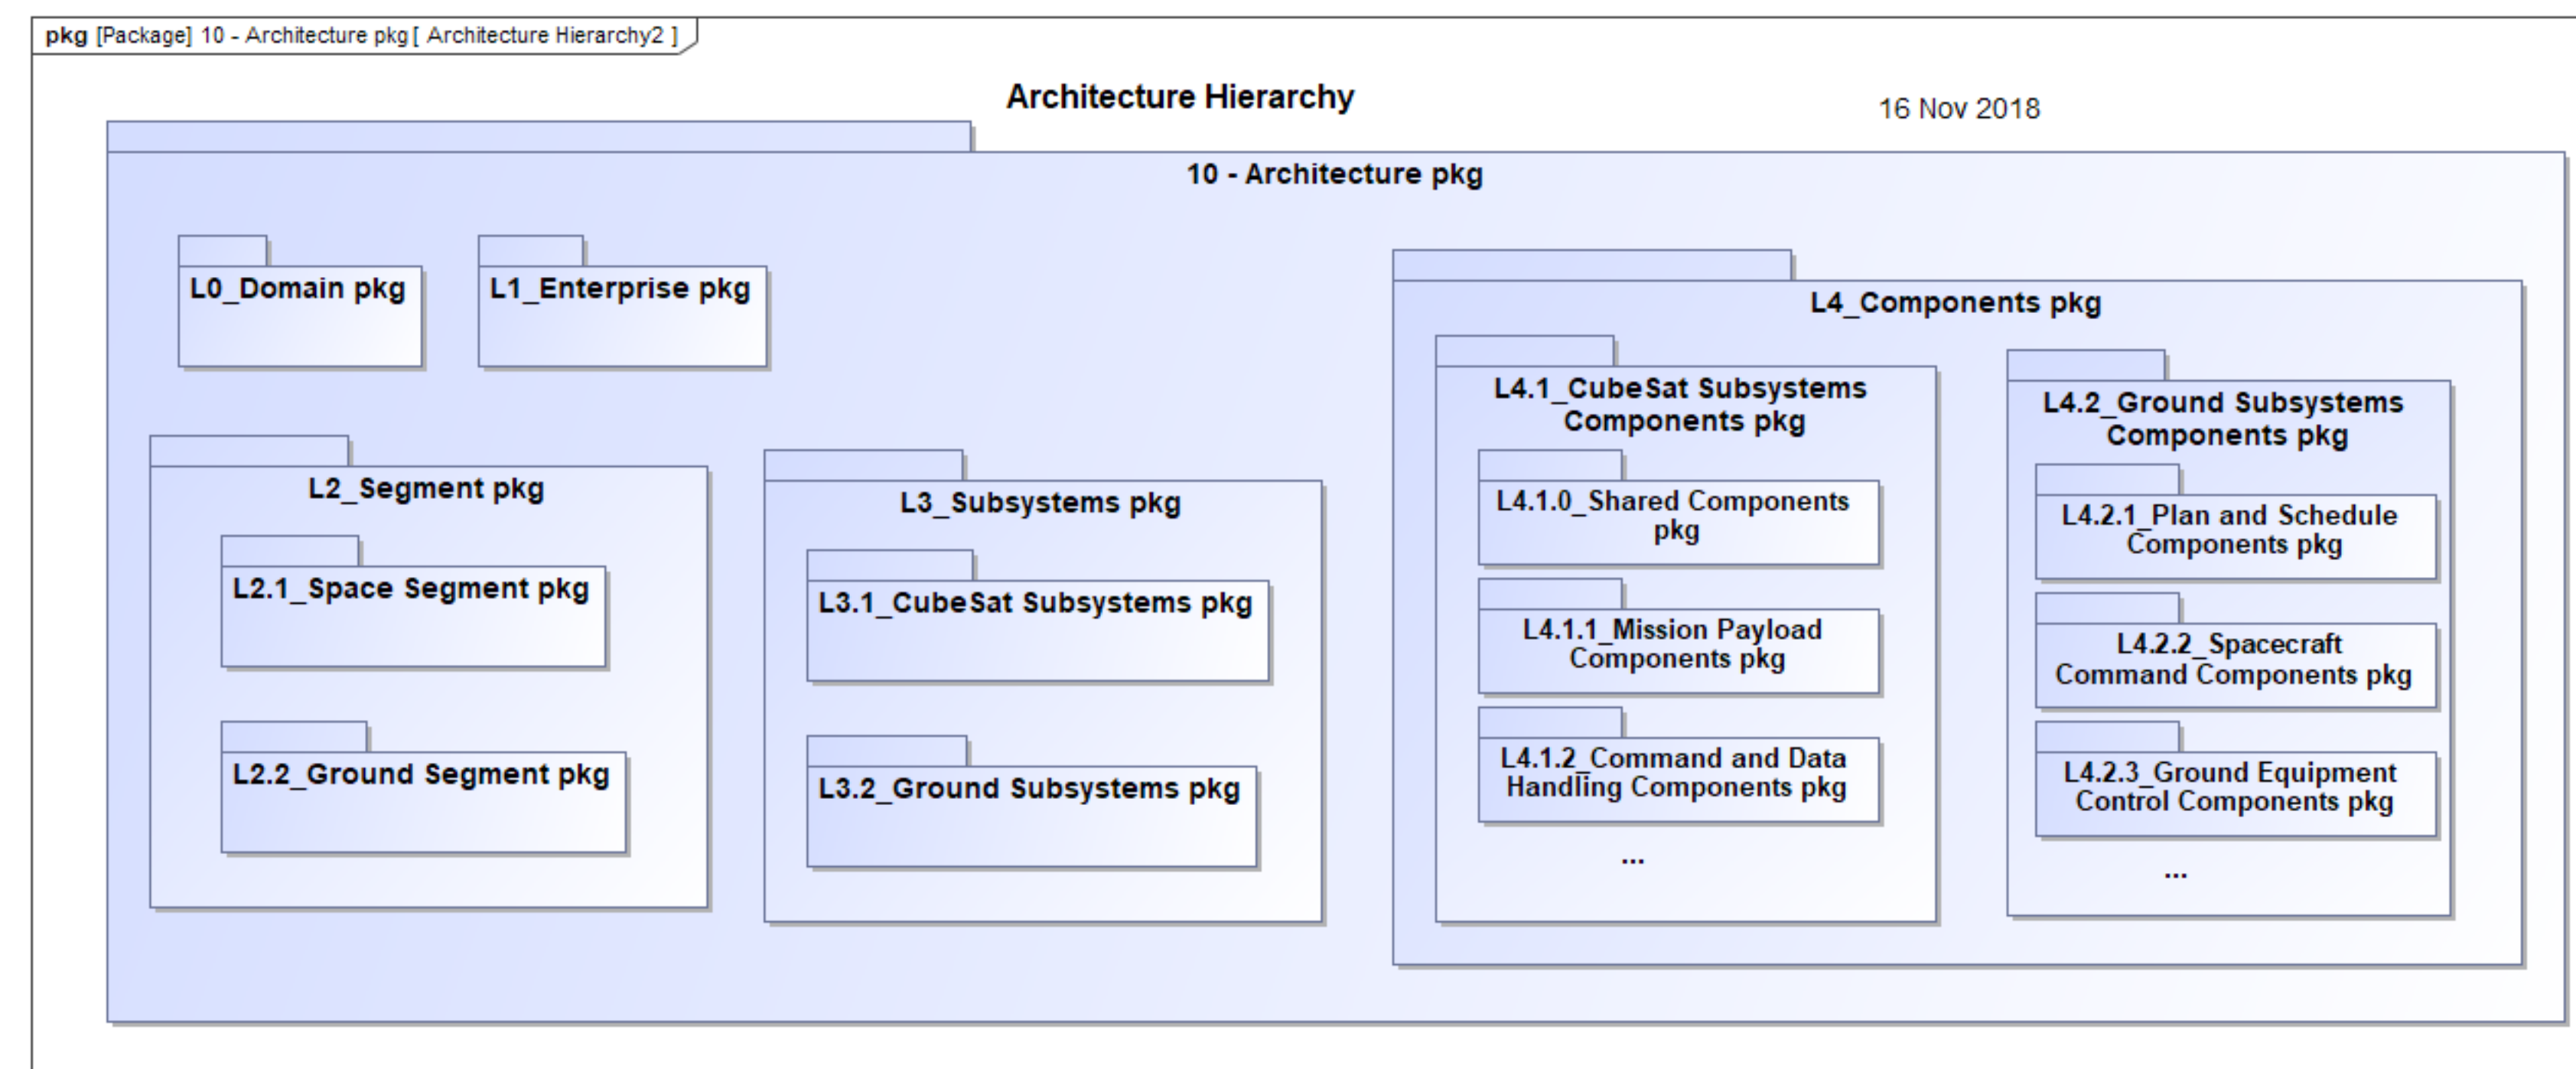 pkg [Package] 10 - Architecture pkg [ Architecture Hierarchy2 ]
Architecture Hierarchy
16 Nov 2018
10 - Architecture pkg
L0_Domain pkg
L1_Enterprise pkg
L2_Segment pkg
L2.1_Space Segment pkg
L2.2_Ground Segment pkg
L3_Subsystems pkg
L3.1_CubeSat Subsystems pkg
L3.2_Ground Subsystems pkg
L4_Components pkg
L4.1_CubeSat Subsystems
Components pkg
L4.1.0_Shared Components
pkg
L4.1.1_Mission Payload
Components pkg
L4.1.2_Command and Data
Handling Components pkg
...
L4.2_Ground Subsystems
Components pkg
L4.2.1_Plan and Schedule
Components pkg
L4.2.2_Spacecraft
Command Components pkg
L4.2.3_Ground Equipment
Control Components pkg
...